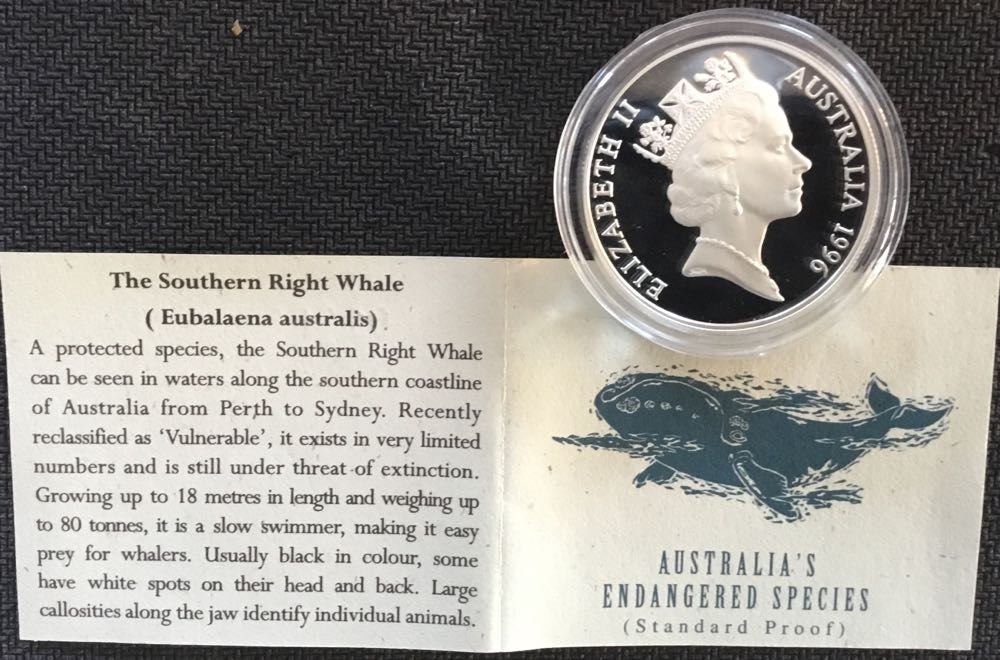 ELIZABETH II
AUSTRALIA 1996
The Southern Right Whale
( Eubalaena australis)
A protected species, the Southern Right Whale
can be seen in waters along the southern coastline
of Australia from Perth to Sydney. Recently
reclassified as ‘Vulnerable’, it exists in very limited
numbers and is still under threat of extinction.
Growing up to 18 metres in length and weighing up
to 80 tonnes, it is a slow swimmer, making it easy
prey for whalers. Usually black in colour, some
have white spots on their head and back. Large
callosities along the jaw identify individual animals.
AUSTRALIA'S
ENDANGERED SPECIES
(Standard Proof)